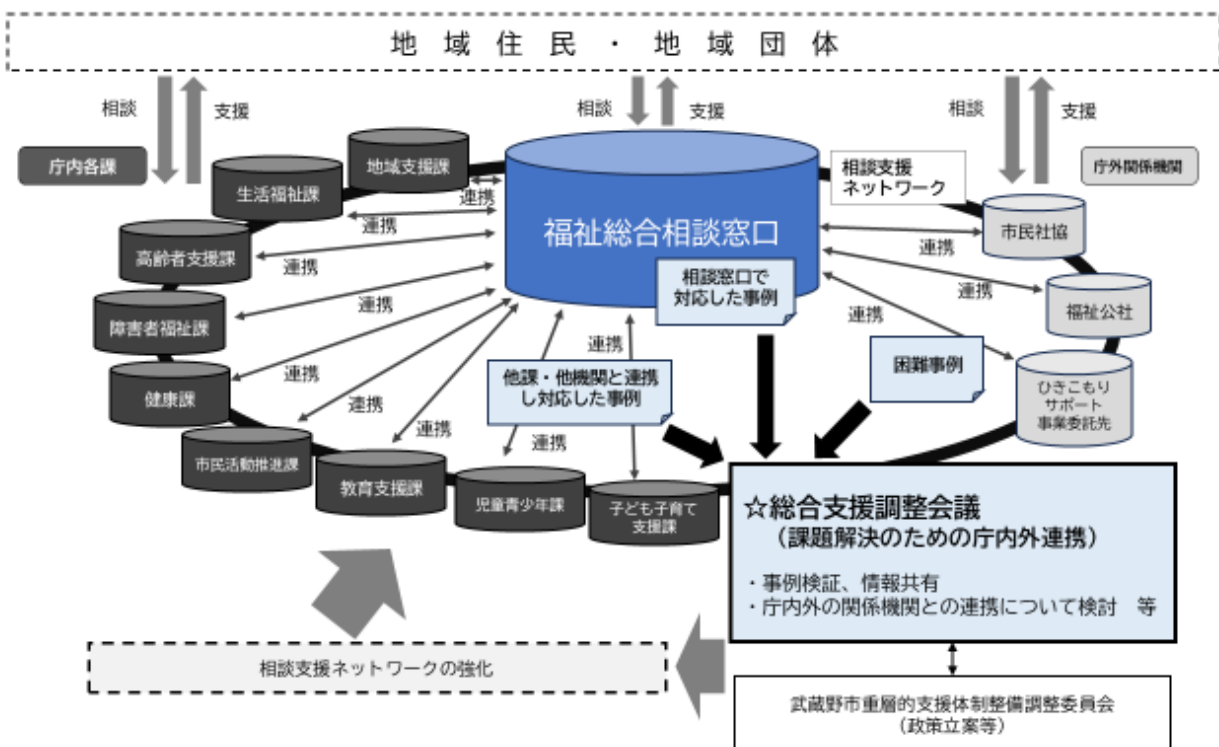 地域住民・地域団体
相談
支援
相談
支援
相談
支援
庁内各課
庁外関係機関
地域支援課
生活福祉課
高齢者支援課
障害者福祉課
健康課
市民活動推進課
教育支援課
児童青少年課
子ども子育て
支援課
福祉総合相談窓口
相談支援
ネットワーク
市民社協
福祉公社
ひきこもり
サポート
事業委託先
連携
連携
連携
連携
連携
連携
連携
連携
連携
連携
連携
連携
相談窓口で
対応した事例
他課・他機関と連携
し対応した事例
困難事例
☆総合支援調整会議
(課題解決のための庁内外連携)
・事例検証、情報共有
・庁内外の関係機関との連携について検討 等
相談支援ネットワークの強化
武蔵野市重層的支援体制整備調整委員会
(政策立案等)